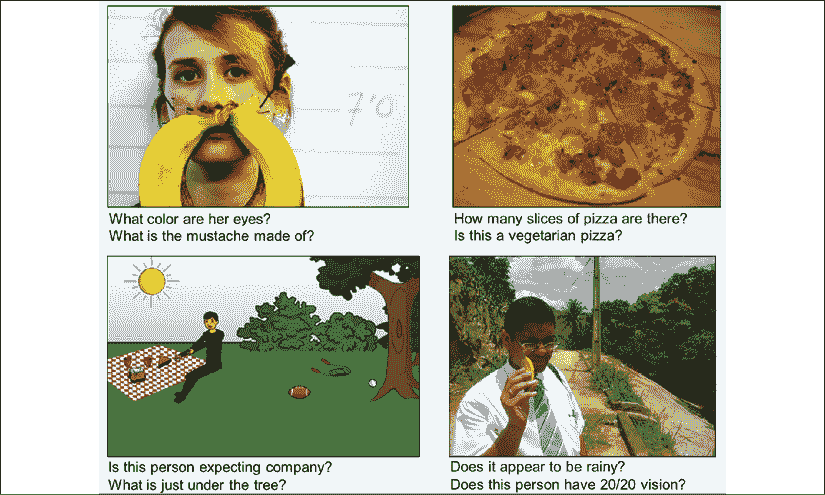 7'0
What color are her eyes?
What is the mustache made of?
How many slices of pizza are there?
Is this a vegetarian pizza?
Is this person expecting company?
What is just under the tree?
Does it appear to be rainy?
Does this person have 20/20 vision?